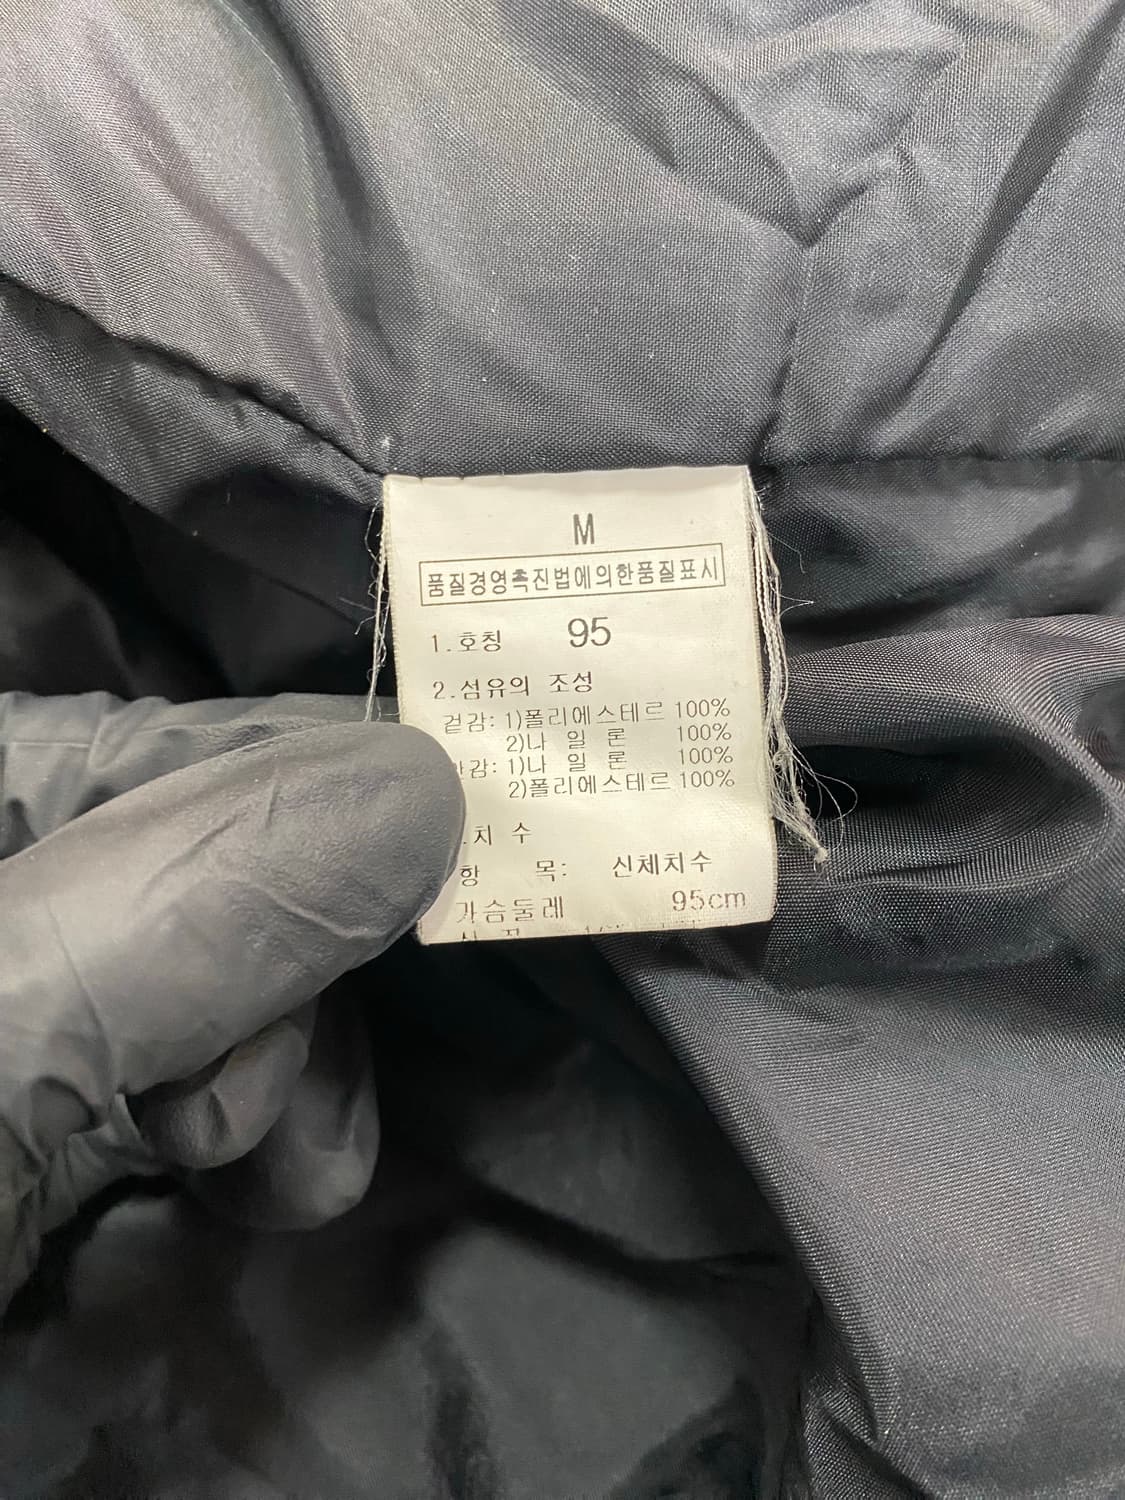 M
품질경영촉진법에의한품질표시
1.호칭 95
2.섬유의 조성
겉감: 1)폴리에스테르 100%
2)나 일 론 100%
감: 1)나 일 론 100%
2)폴리에스테르 100%
치 수
항 목: 신체치수
가슴둘레 95cm